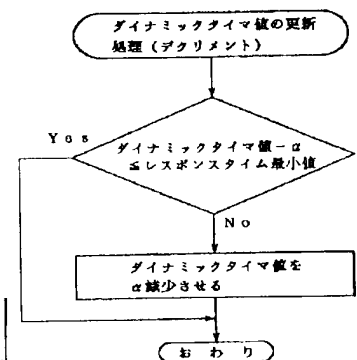 ダイナミックタイマ値の更新
処理(デクリメント)
Yes
ダイナミックタイマ値-α
≦レスポンスタイム最小値
No
ダイナミックタイマ値を
α減少させる
おわり